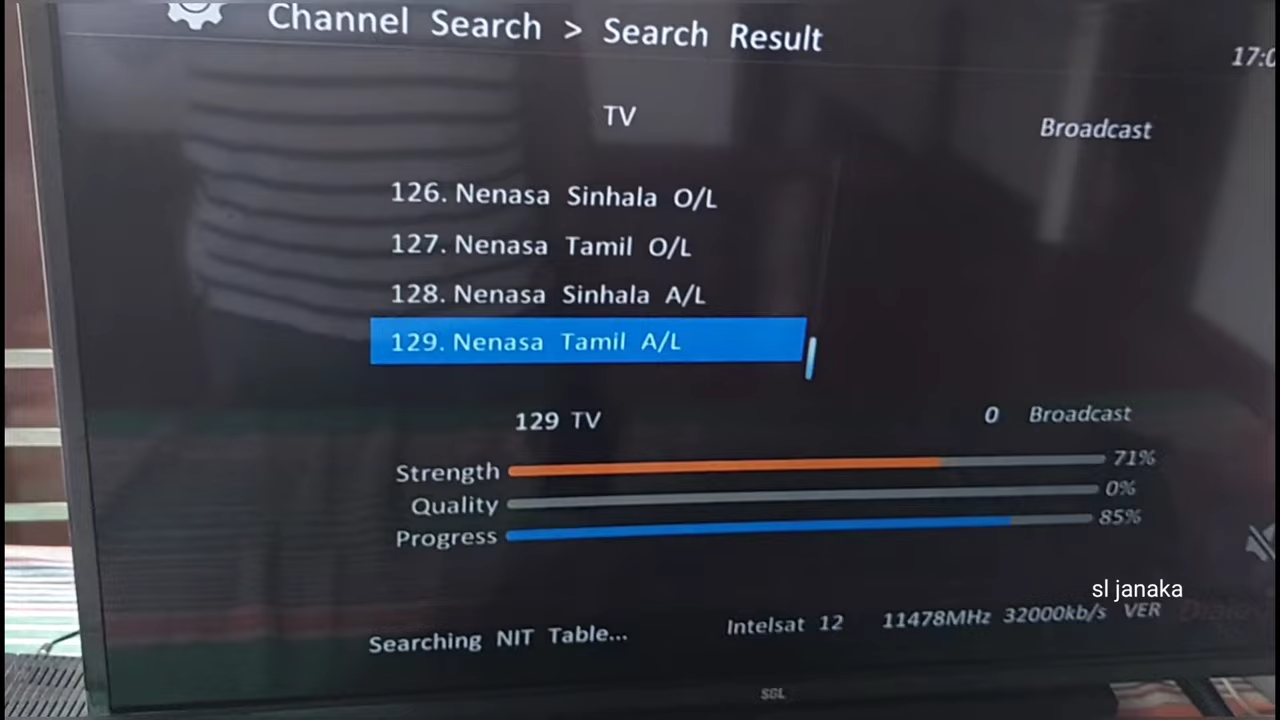 Channel Search > Search Result
17:0
TV
Broadcast
126. Nenasa Sinhala O/L
127. Nenasa Tamil O/L
128. Nenasa Sinhala A/L
129. Nenasa Tamil A/L
129 TV
0 Broadcast
Strength 71%
Quality 0%
Progress 85%
sl janaka
Searching NIT Table... Intelsat 12 11478MHz 32000kb/s VER
SGL